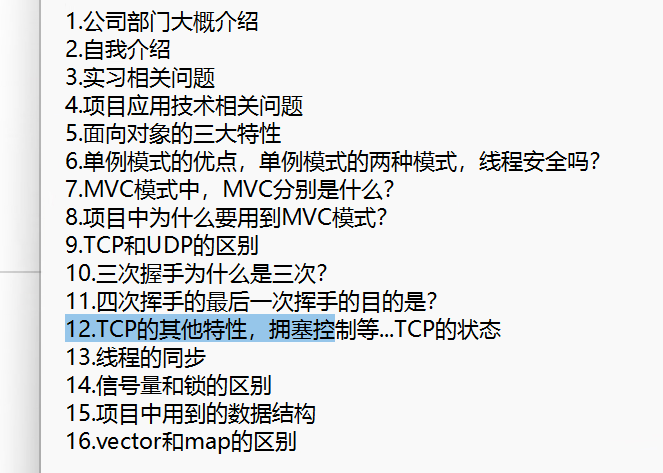 1.公司部门大概介绍
2.自我介绍
3.实习相关问题
4.项目应用技术相关问题
5.面向对象的三大特性
6.单例模式的优点，单例模式的两种模式，线程安全吗？
7.MVC模式中，MVC分别是什么？
8.项目中为什么要用到MVC模式？
9.TCP和UDP的区别
10.三次握手为什么是三次？
11.四次挥手的最后一次挥手的目的是？
12.TCP的其他特性，拥塞控制等...TCP的状态
13.线程的同步
14.信号量和锁的区别
15.项目中用到的数据结构
16.vector和map的区别